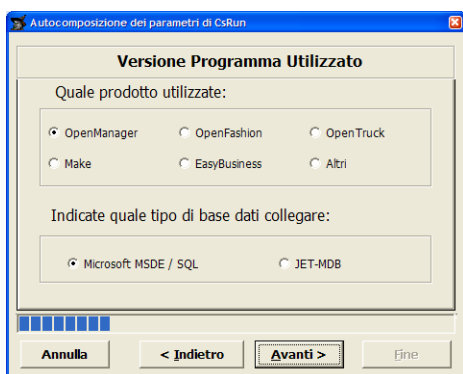 Autocomposizione dei parametri di CsRun
Versione Programma Utilizzato
Quale prodotto utilizzate:
OpenManager OpenFashion OpenTruck
Make EasyBusiness Altri
Indicate quale tipo di base dati collegare:
Microsoft MSDE / SQL JET-MDB
Annulla < Indietro Avanti > Fine